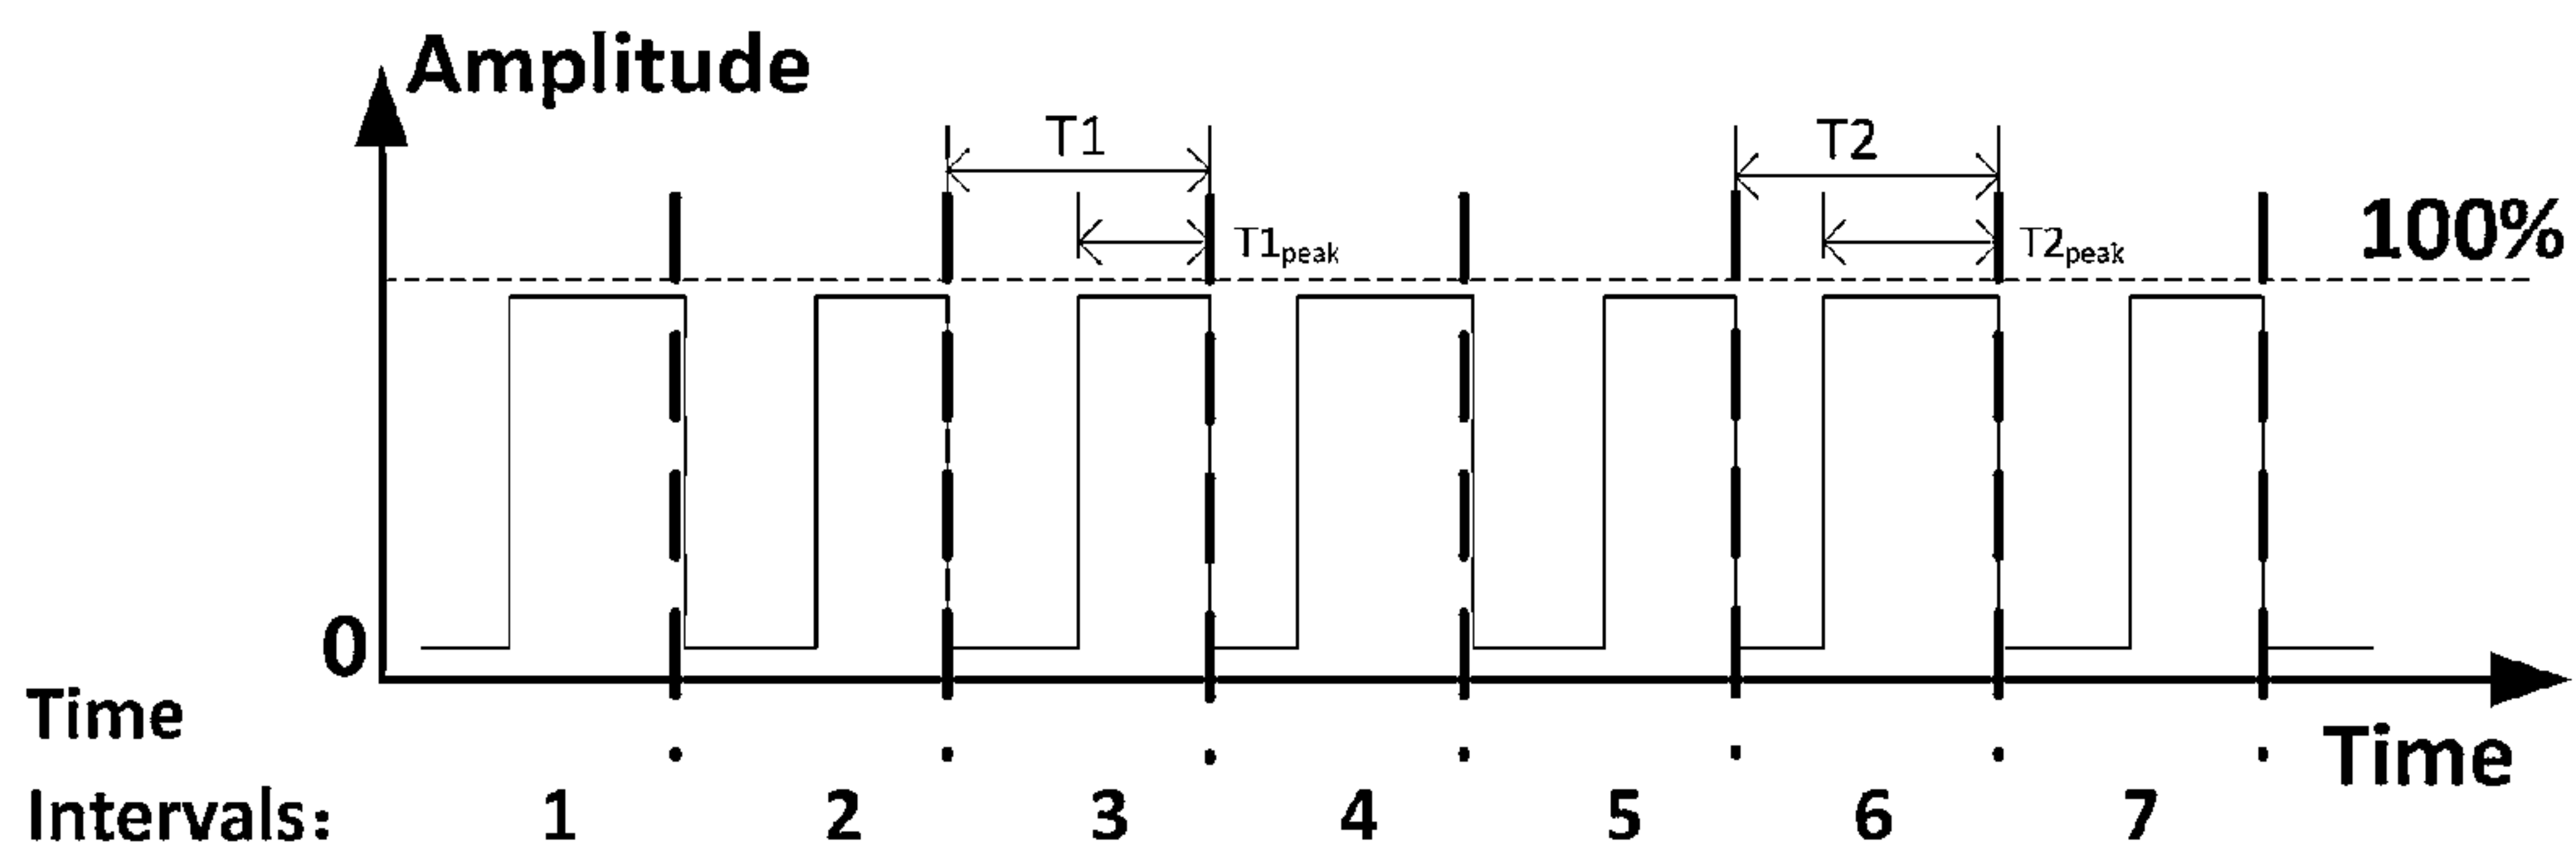 Amplitude
T1
T2
T1peak
T2peak
100%
0
Time
Time
Intervals: 1 2 3 4 5 6 7